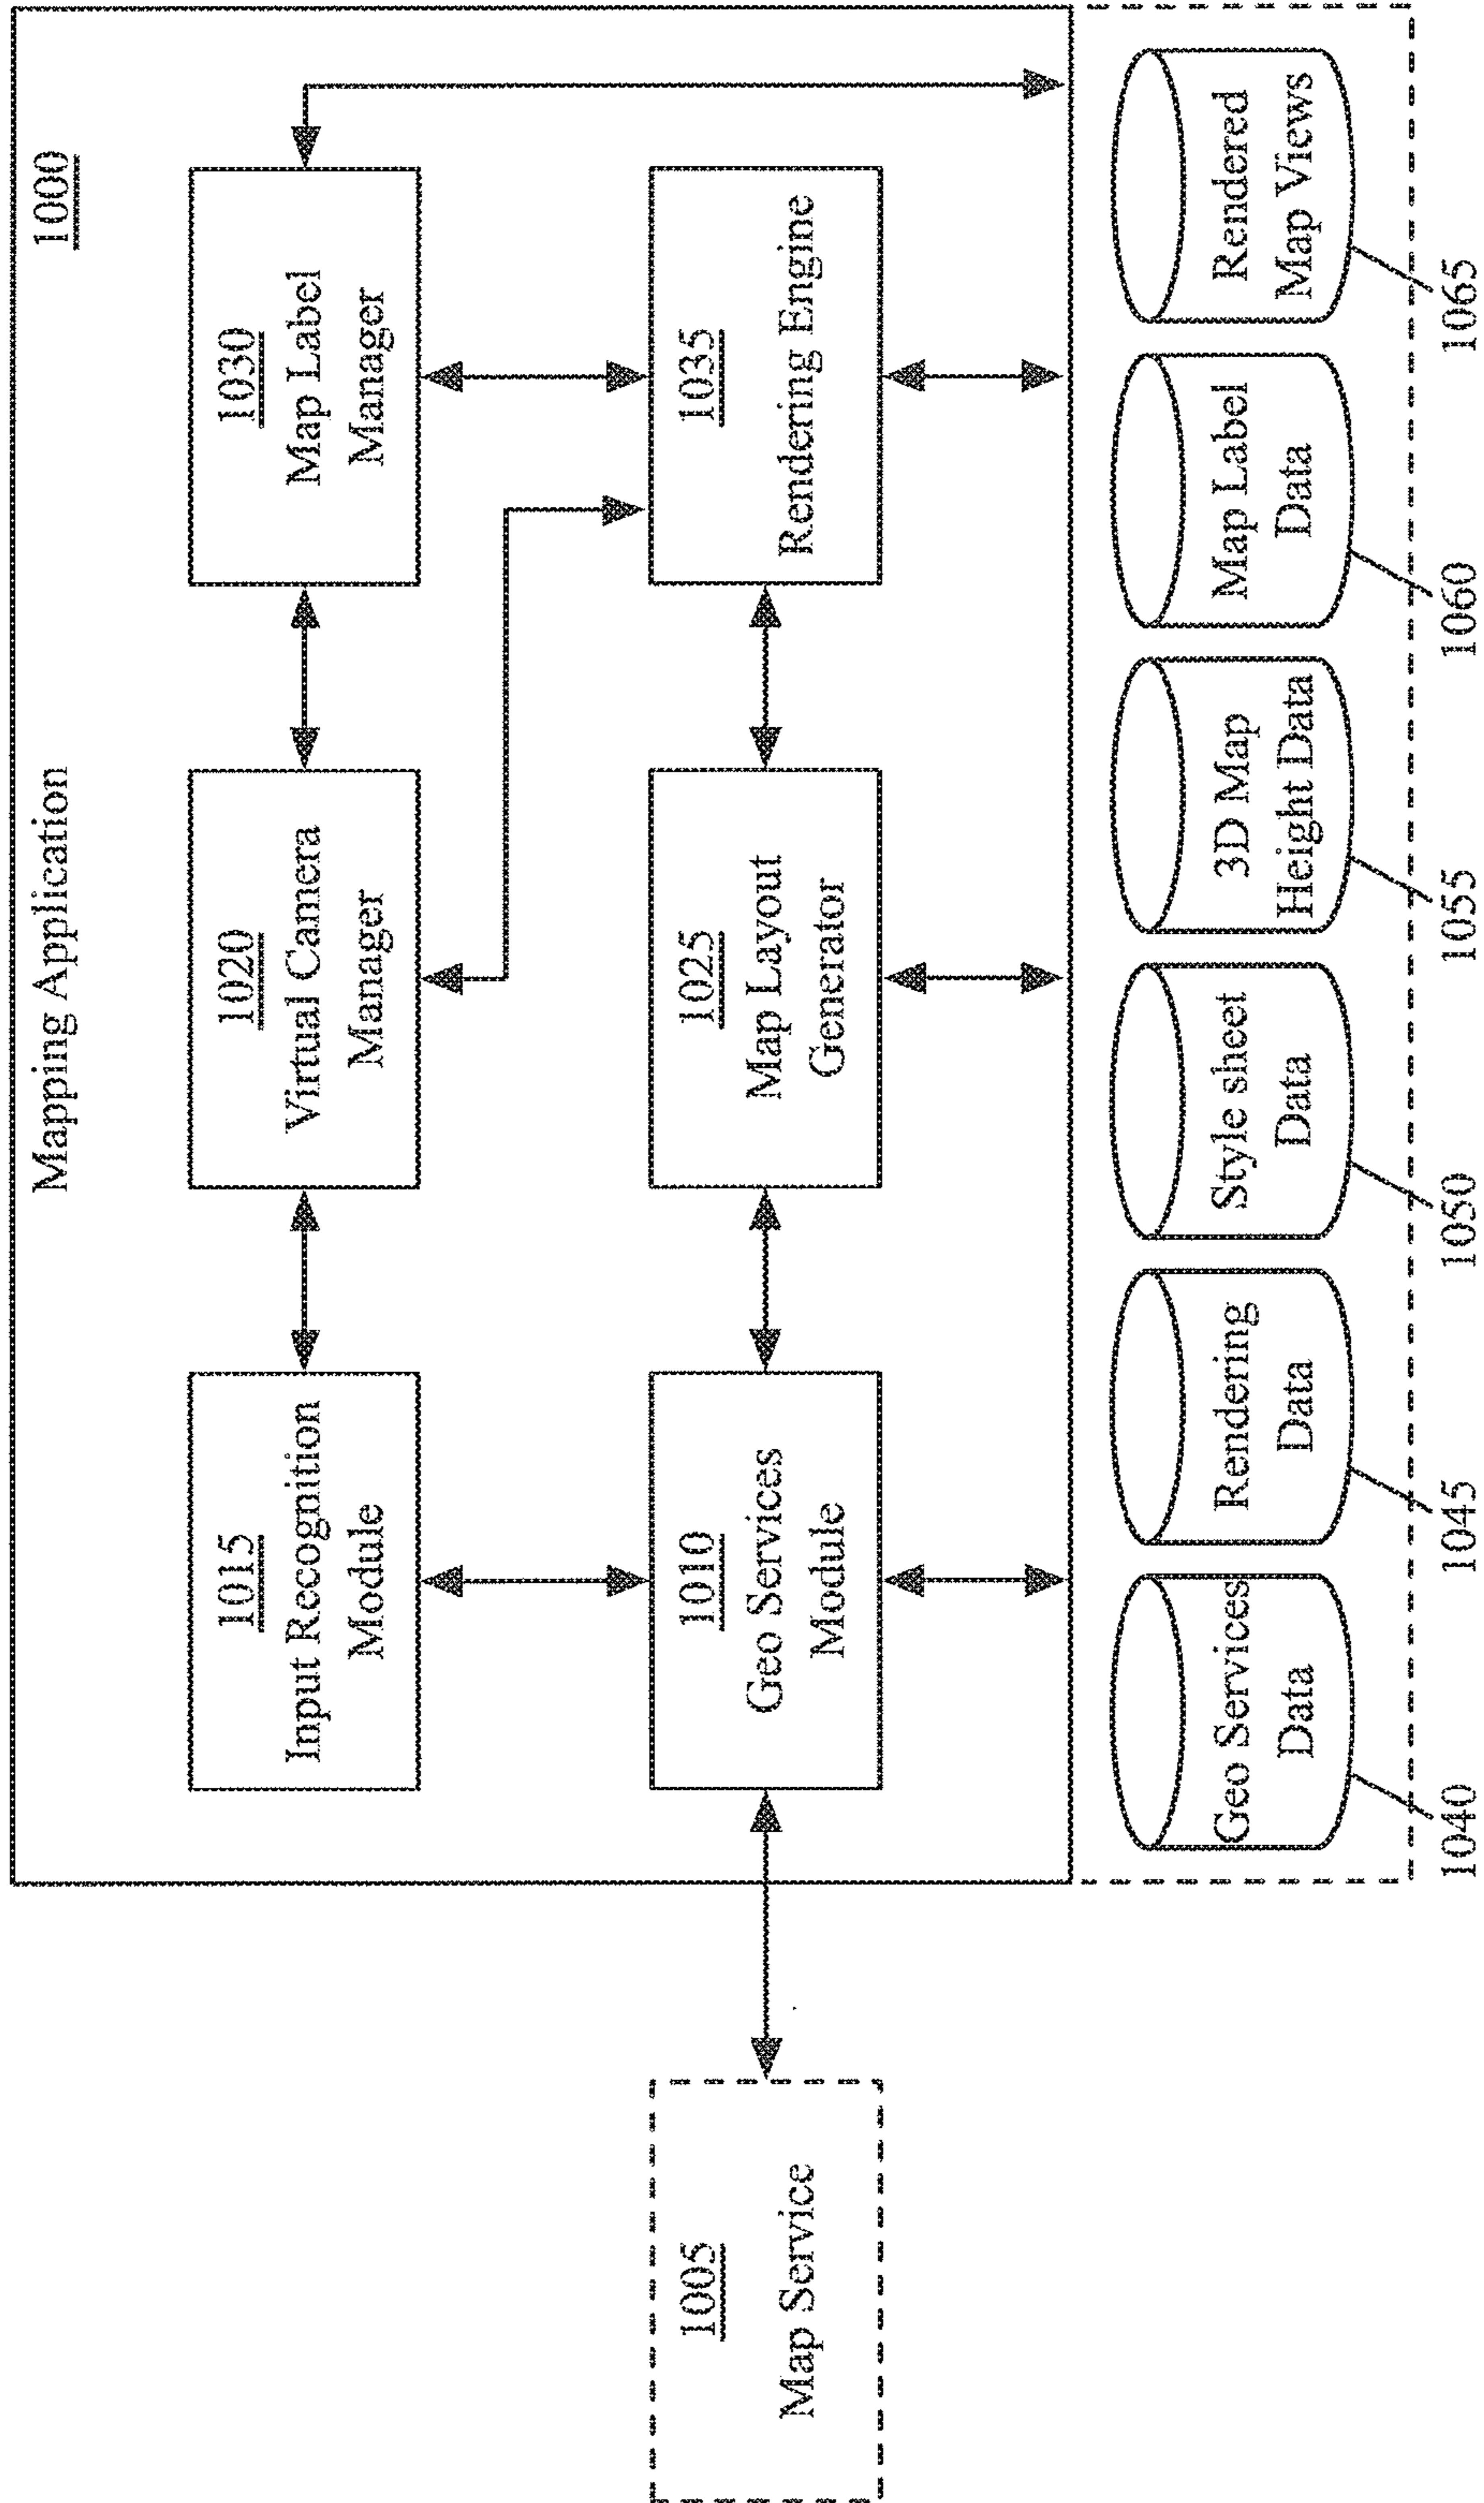 Mapping Application
1000
1015
Input Recognition
Module
1020
Virtual Camera
Manager
1030
Map Label
Manager
1005
Map Service
1010
Geo Services
Module
1025
Map Layout
Generator
1035
Rendering Engine
Geo Services
Data
Rendering
Data
Style sheet
Data
3D Map
Height Data
Map Label
Data
Rendered
Map Views
1040
1045
1050
1055
1060
1065